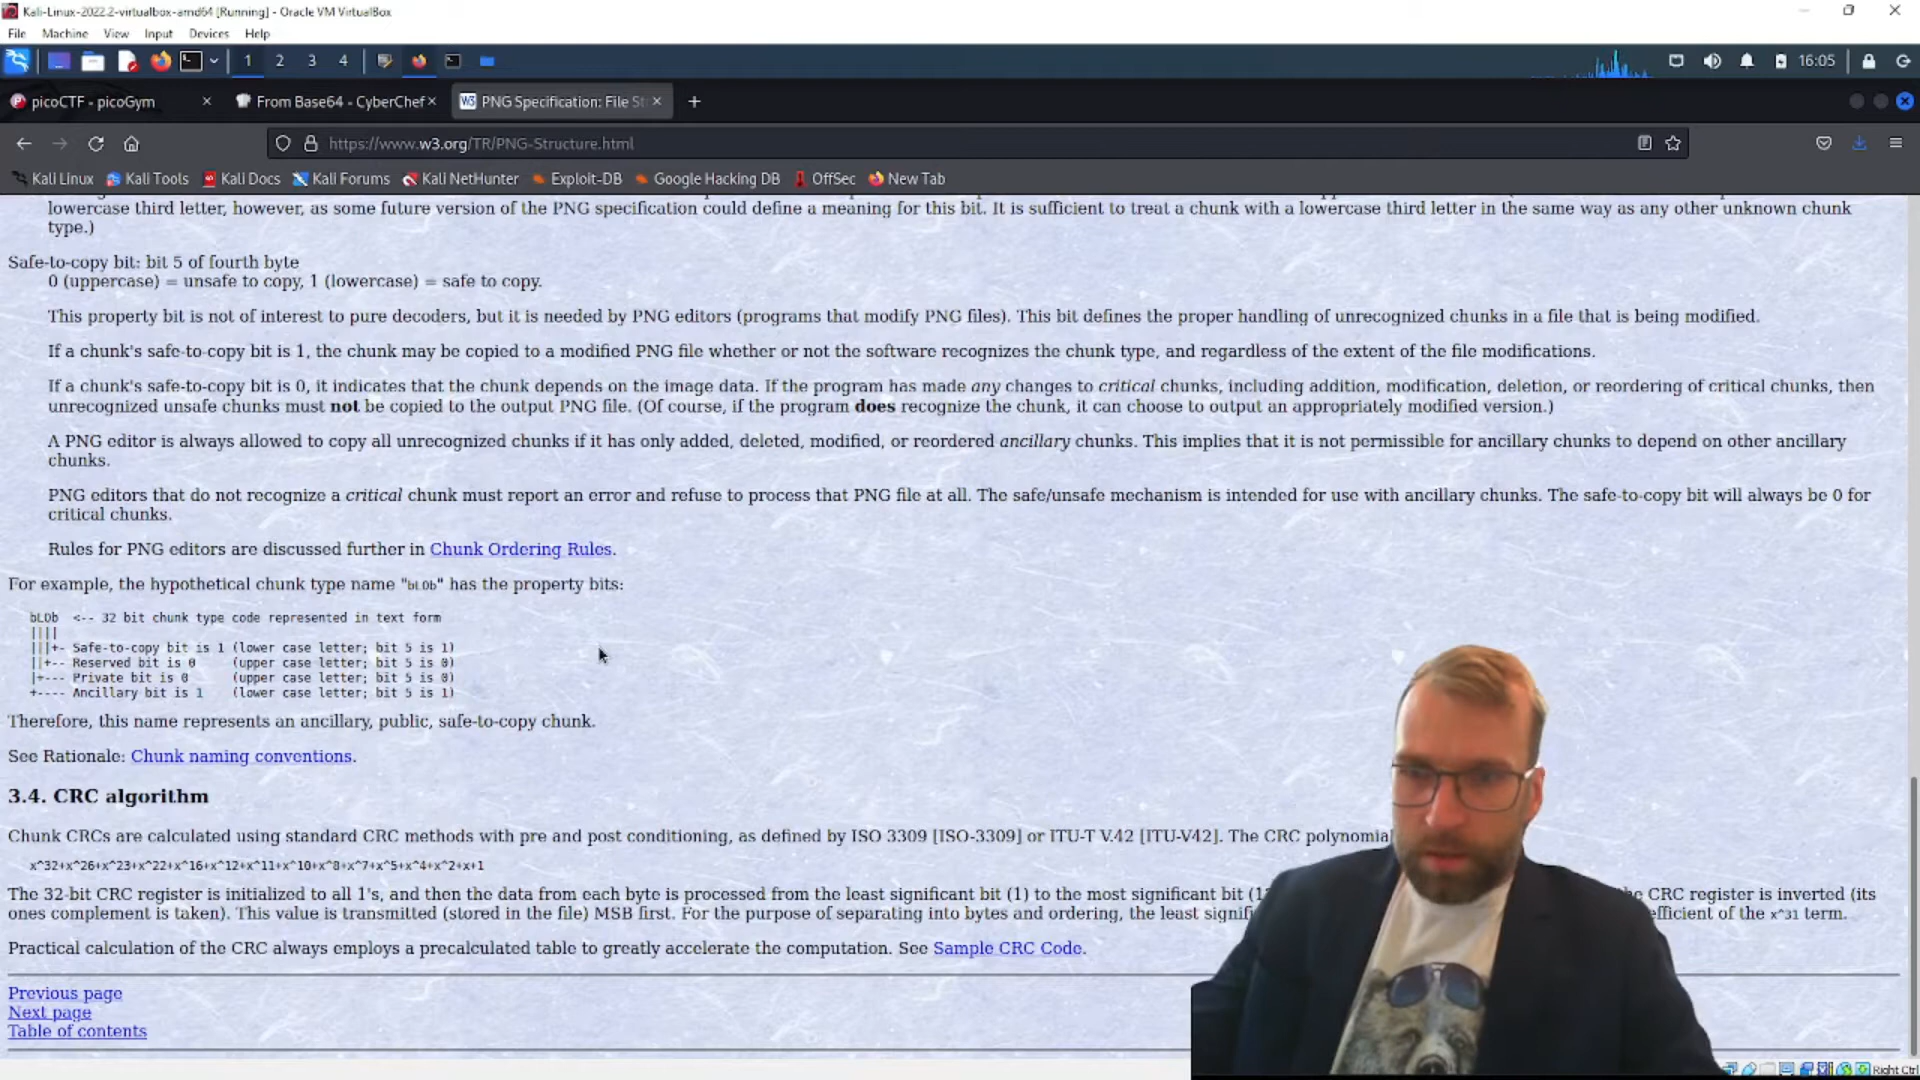 Kali-Linux-2022.2-virtualbox-amd64 [Running] - Oracle VM VirtualBox
File Machine View Input Devices Help
1 2 3 4 16:05
picoCTF - picoGym From Base64 - CyberChef PNG Specification: File St
https://www.w3.org/TR/PNG-Structure.html
Kali Linux Kali Tools Kali Docs Kali Forums Kali NetHunter Exploit-DB Google Hacking DB OffSec New Tab
lowercase third letter, however, as some future version of the PNG specification could define a meaning for this bit. It is sufficient to treat a chunk with a lowercase third letter in the same way as any other unknown chunk
type.)
Safe-to-copy bit: bit 5 of fourth byte
0 (uppercase) = unsafe to copy, 1 (lowercase) = safe to copy.
This property bit is not of interest to pure decoders, but it is needed by PNG editors (programs that modify PNG files). This bit defines the proper handling of unrecognized chunks in a file that is being modified.
If a chunk's safe-to-copy bit is 1, the chunk may be copied to a modified PNG file whether or not the software recognizes the chunk type, and regardless of the extent of the file modifications.
If a chunk's safe-to-copy bit is 0, it indicates that the chunk depends on the image data. If the program has made any changes to critical chunks, including addition, modification, deletion, or reordering of critical chunks, then
unrecognized unsafe chunks must not be copied to the output PNG file. (Of course, if the program does recognize the chunk, it can choose to output an appropriately modified version.)
A PNG editor is always allowed to copy all unrecognized chunks if it has only added, deleted, modified, or reordered ancillary chunks. This implies that it is not permissible for ancillary chunks to depend on other ancillary
chunks.
PNG editors that do not recognize a critical chunk must report an error and refuse to process that PNG file at all. The safe/unsafe mechanism is intended for use with ancillary chunks. The safe-to-copy bit will always be 0 for
critical chunks.
Rules for PNG editors are discussed further in Chunk Ordering Rules.
For example, the hypothetical chunk type name "bLOb" has the property bits:
bLOb <-- 32 bit chunk type code represented in text form
||||
|||+- Safe-to-copy bit is 1 (lower case letter; bit 5 is 1)
||+-- Reserved bit is 0 (upper case letter; bit 5 is 0)
|+--- Private bit is 0 (upper case letter; bit 5 is 0)
+---- Ancillary bit is 1 (lower case letter; bit 5 is 1)
Therefore, this name represents an ancillary, public, safe-to-copy chunk.
See Rationale: Chunk naming conventions.
3.4. CRC algorithm
Chunk CRCs are calculated using standard CRC methods with pre and post conditioning, as defined by ISO 3309 [ISO-3309] or ITU-T V.42 [ITU-V42]. The CRC polynomial
x^32+x^26+x^23+x^22+x^16+x^12+x^11+x^10+x^8+x^7+x^5+x^4+x^2+x+1
The 32-bit CRC register is initialized to all 1's, and then the data from each byte is processed from the least significant bit (1) to the most significant bit CRC register is inverted (its
ones complement is taken). This value is transmitted (stored in the file) MSB first. For the purpose of separating into bytes and ordering, the least of the x^31 term.
Practical calculation of the CRC always employs a precalculated table to greatly accelerate the computation. See Sample CRC Code.
Previous page
Next page
Table of contents
Right Ctrl